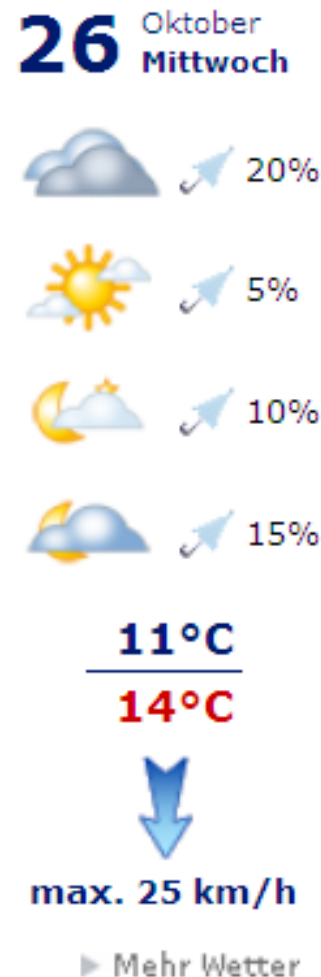 26 Oktober
Mittwoch
20%
5%
10%
15%
11°C
14°C
max. 25 km/h
Mehr Wetter